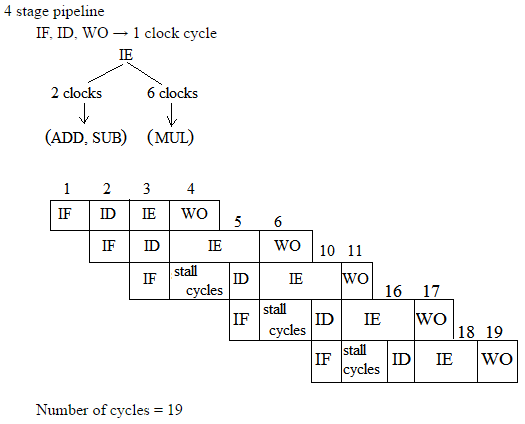 4 stage pipeline
IF, ID, WO → 1 clock cycle
IE
2 clocks 6 clocks
(ADD, SUB) (MUL)
1 2 3 4
IF ID IE WO
5 6
IF ID IE WO
10 11
IF stall cycles ID IE WO
16 17
IF stall cycles ID IE WO
18 19
IF stall cycles ID IE WO
Number of cycles = 19